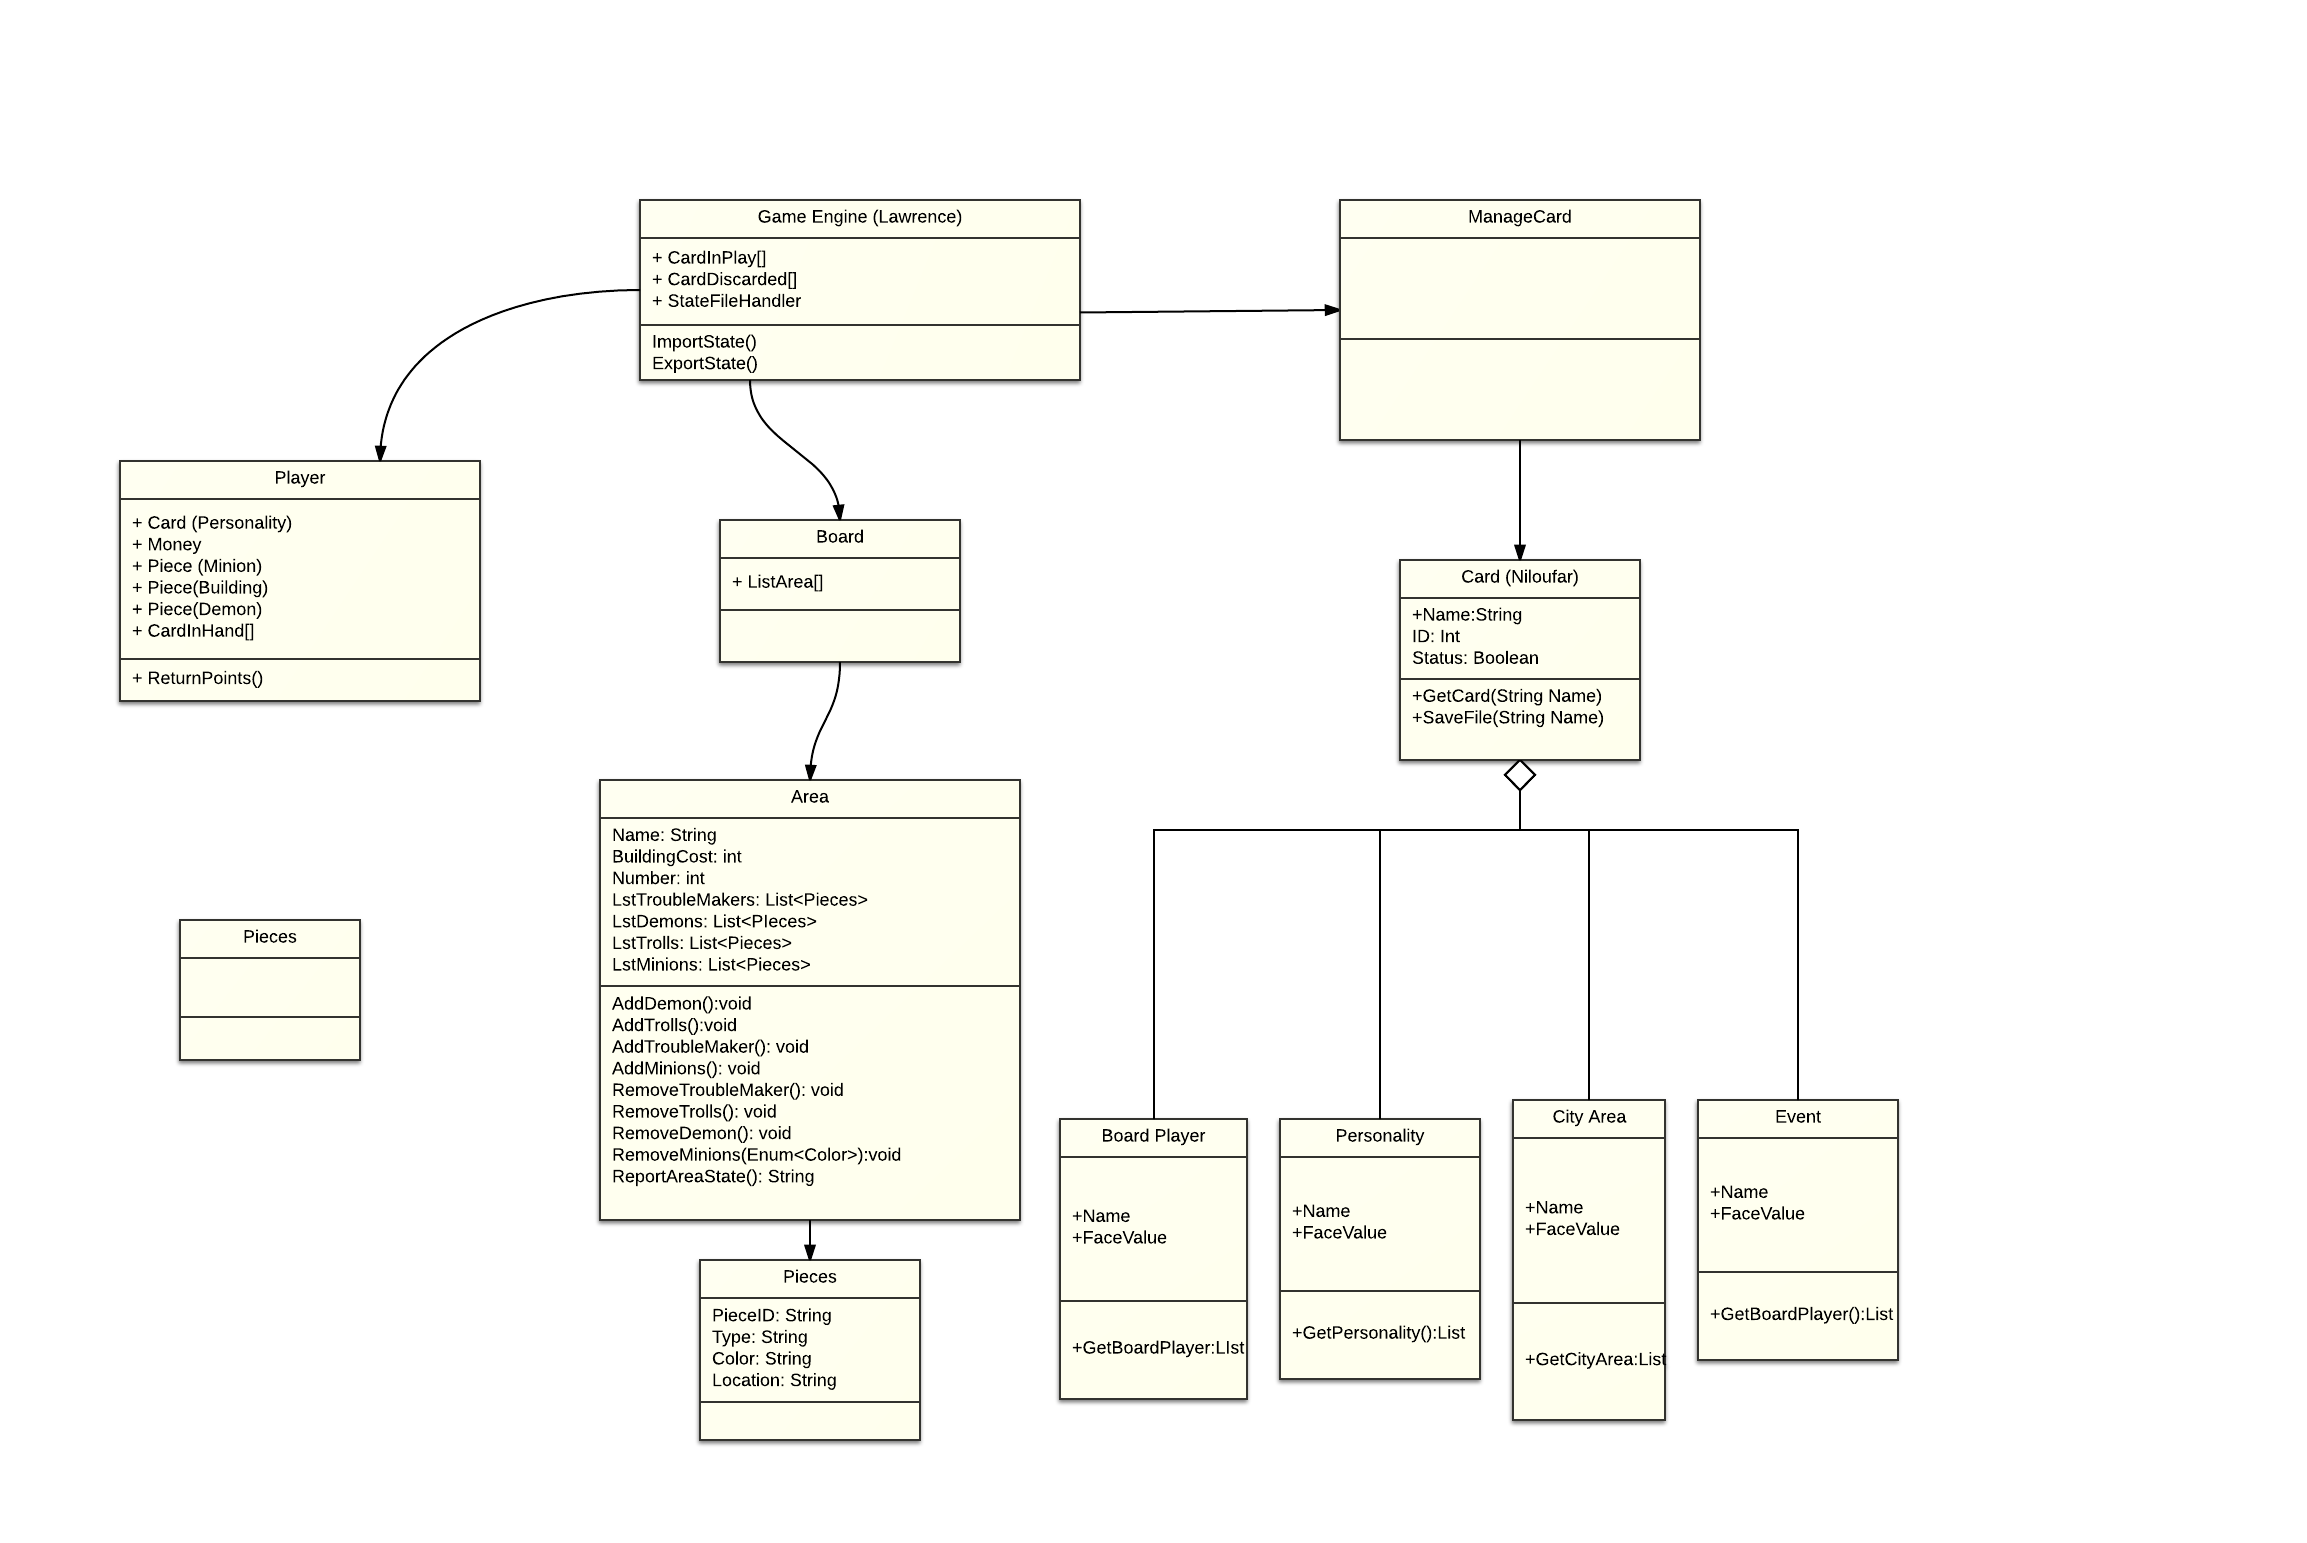 Game Engine (Lawrence)
+ CardInPlay[]
+ CardDiscarded[]
+ StateFileHandler
ImportState()
ExportState()
ManageCard
Player
+ Card (Personality)
+ Money
+ Piece (Minion)
+ Piece(Building)
+ Piece(Demon)
+ CardInHand[]
+ ReturnPoints()
Board
+ ListArea[]
Card (Niloufar)
+Name:String
ID: Int
Status: Boolean
+GetCard(String Name)
+SaveFile(String Name)
Area
Name: String
BuildingCost: int
Number: int
LstTroubleMakers: List<Pieces>
LstDemons: List<PIeces>
LstTrolls: List<Pieces>
LstMinions: List<Pieces>
AddDemon():void
AddTrolls():void
AddTroubleMaker(): void
AddMinions(): void
RemoveTroubleMaker(): void
RemoveTrolls(): void
RemoveDemon(): void
RemoveMinions(Enum<Color>):void
ReportAreaState(): String
Pieces
Pieces
PieceID: String
Type: String
Color: String
Location: String
Board Player
+Name
+FaceValue
+GetBoardPlayer:LIst
Personality
+Name
+FaceValue
+GetPersonality():List
City Area
+Name
+FaceValue
+GetCityArea:List
Event
+Name
+FaceValue
+GetBoardPlayer():List